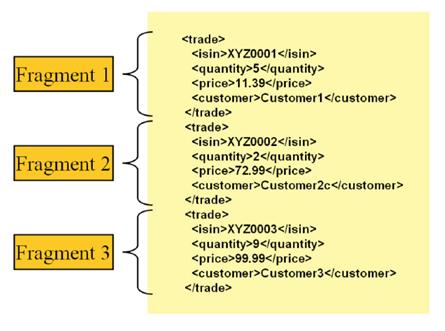 Fragment 1
<trade>
<isin>XYZ0001</isin>
<quantity>5</quantity>
<price>11.39</price>
<customer>Customer1</customer>
</trade>
Fragment 2
<trade>
<isin>XYZ0002</isin>
<quantity>2</quantity>
<price>72.99</price>
<customer>Customer2c</customer>
</trade>
Fragment 3
<trade>
<isin>XYZ0003</isin>
<quantity>9</quantity>
<price>99.99</price>
<customer>Customer3</customer>
</trade>